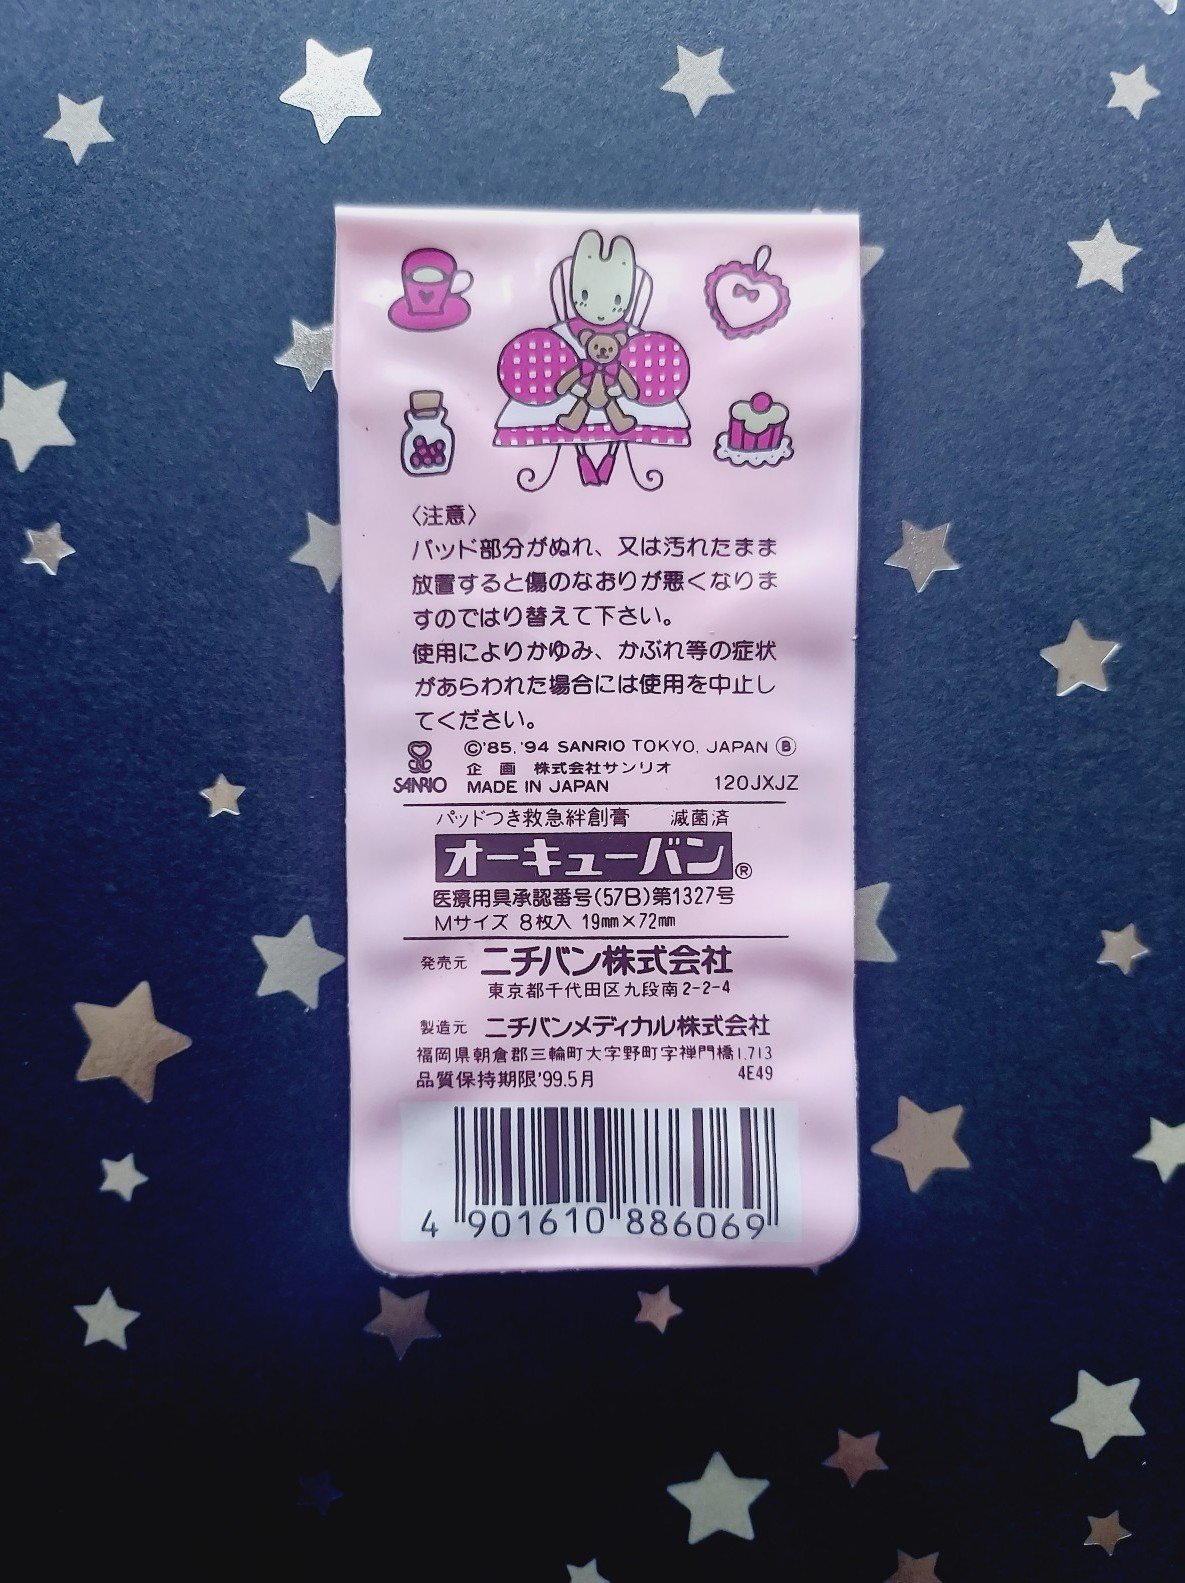 〈注意〉
パッド部分がぬれ、又は汚れたまま
放置すると傷のなおりが悪くなりま
すのではり替えて下さい。
使用によりかゆみ、かぶれ等の症状
があらわれた場合には使用を中止し
てください。
©'85,'94 SANRIO TOKYO, JAPAN Ⓑ
企画 株式会社サンリオ
SANRIO MADE IN JAPAN 120JXJZ
パッドつき救急絆創膏 滅菌済
オーキューバン®
医療用具承認番号(57B)第1327号
Mサイズ 8枚入 19mm×72mm
発売元 ニチバン株式会社
東京都千代田区九段南2-2-4
製造元 ニチバンメディカル株式会社
福岡県朝倉郡三輪町大字野町字禅門橋1,713
品質保持期限'99.5月 4E49
4 901610 886069